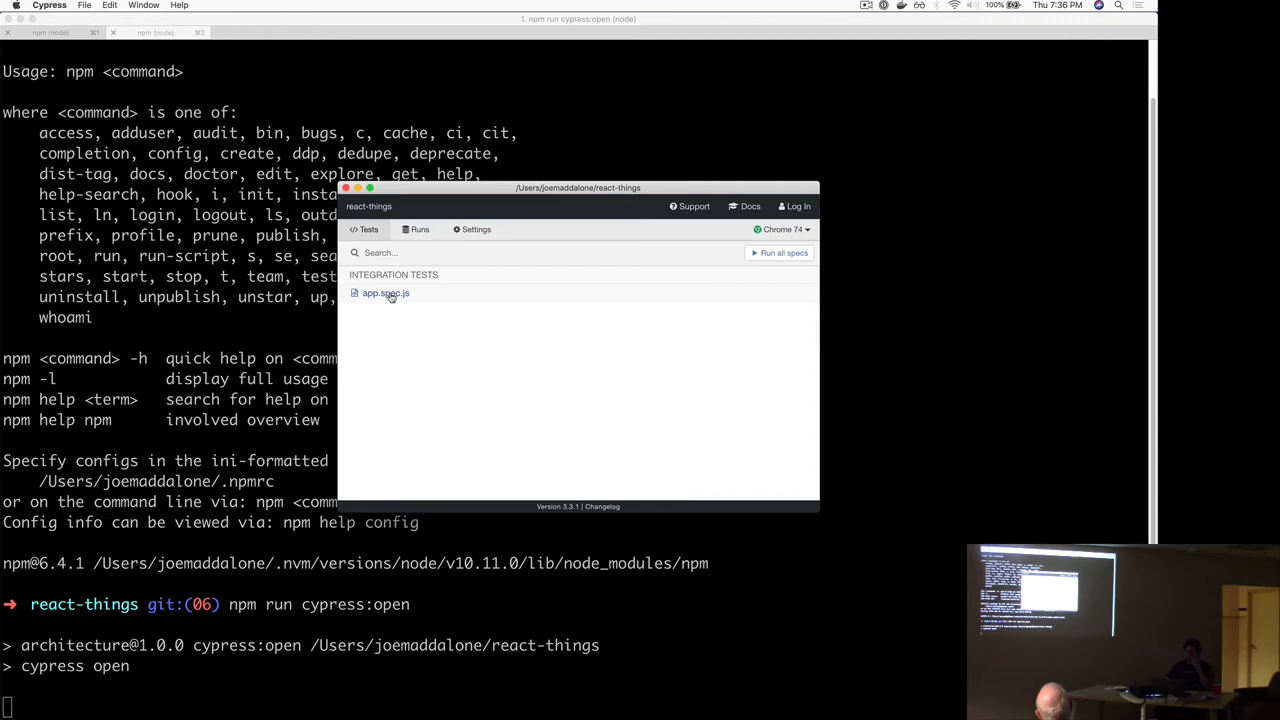 Cypress File Edit Window Help 100% Thu 7:36 PM
1. npm run cypress:open (node)
npm (node) ⌘1 npm (node) ⌘2
Usage: npm <command>
where <command> is one of:
access, adduser, audit, bin, bugs, c, cache, ci, cit,
completion, config, create, ddp, dedupe, deprecate,
dist-tag, docs, doctor, edit, explore, get, help,
help-search, hook, i, init, insta
list, ln, login, logout, ls, outd
prefix, profile, prune, publish,
root, run, run-script, s, se, sea
stars, start, stop, t, team, test
uninstall, unpublish, unstar, up,
whoami
npm <command> -h quick help on <comm
npm -l display full usage
npm help <term> search for help on
npm help npm involved overview
Specify configs in the ini-formatted
/Users/joemaddalone/.npmrc
or on the command line via: npm <comm
Config info can be viewed via: npm help config
npm@6.4.1 /Users/joemaddalone/.nvm/versions/node/v10.11.0/lib/node_modules/npm
➜ react-things git:(06) npm run cypress:open
> architecture@1.0.0 cypress:open /Users/joemaddalone/react-things
> cypress open
/Users/joemaddalone/react-things
react-things Support Docs Log In
</> Tests Runs Settings Chrome 74
Search... Run all specs
INTEGRATION TESTS
app.spec.js
Version 3.3.1 | Changelog